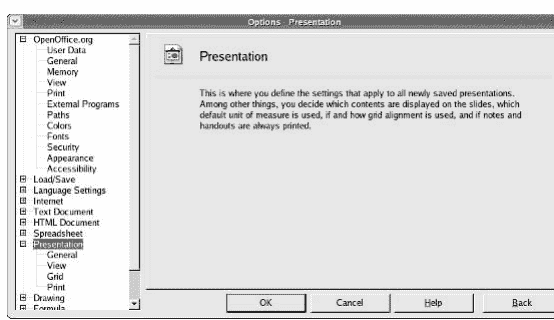 Options Presentation
OpenOffice.org
User Data
General
Memory
View
Print
External Programs
Paths
Colors
Fonts
Security
Appearance
Accessibility
Load/Save
Language Settings
Internet
Text Document
HTML Document
Spreadsheet
Presentation
General
View
Grid
Print
Drawing
Formula
Presentation
This is where you define the settings that apply to all newly saved presentations.
Among other things, you decide which contents are displayed on the slides, which
default unit of measure is used, if and how grid alignment is used, and if notes and
handouts are always printed.
OK
Cancel
Help
Back